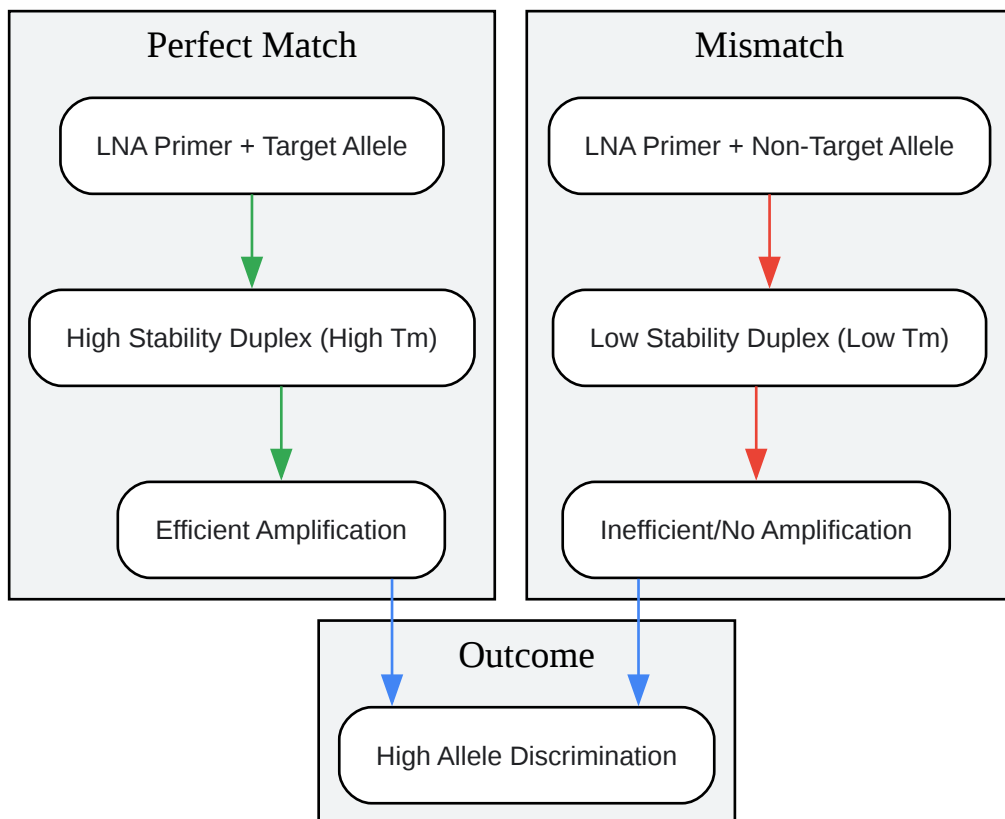 Perfect Match
LNA Primer + Target Allele
High Stability Duplex (High Tm)
Efficient Amplification
Mismatch
LNA Primer + Non-Target Allele
Low Stability Duplex (Low Tm)
Inefficient/No Amplification
Outcome
High Allele Discrimination